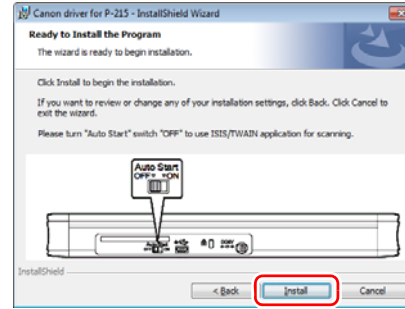 Canon driver for P-215 - InstallShield Wizard
Ready to Install the Program
The wizard is ready to begin installation.
Click Install to begin the installation.
If you want to review or change any of your installation settings, click Back. Click Cancel to
exit the wizard.
Please turn "Auto Start" switch "OFF" to use ISIS/TWAIN application for scanning.
Auto Start
OFF ON
InstallShield
< Back
Install
Cancel